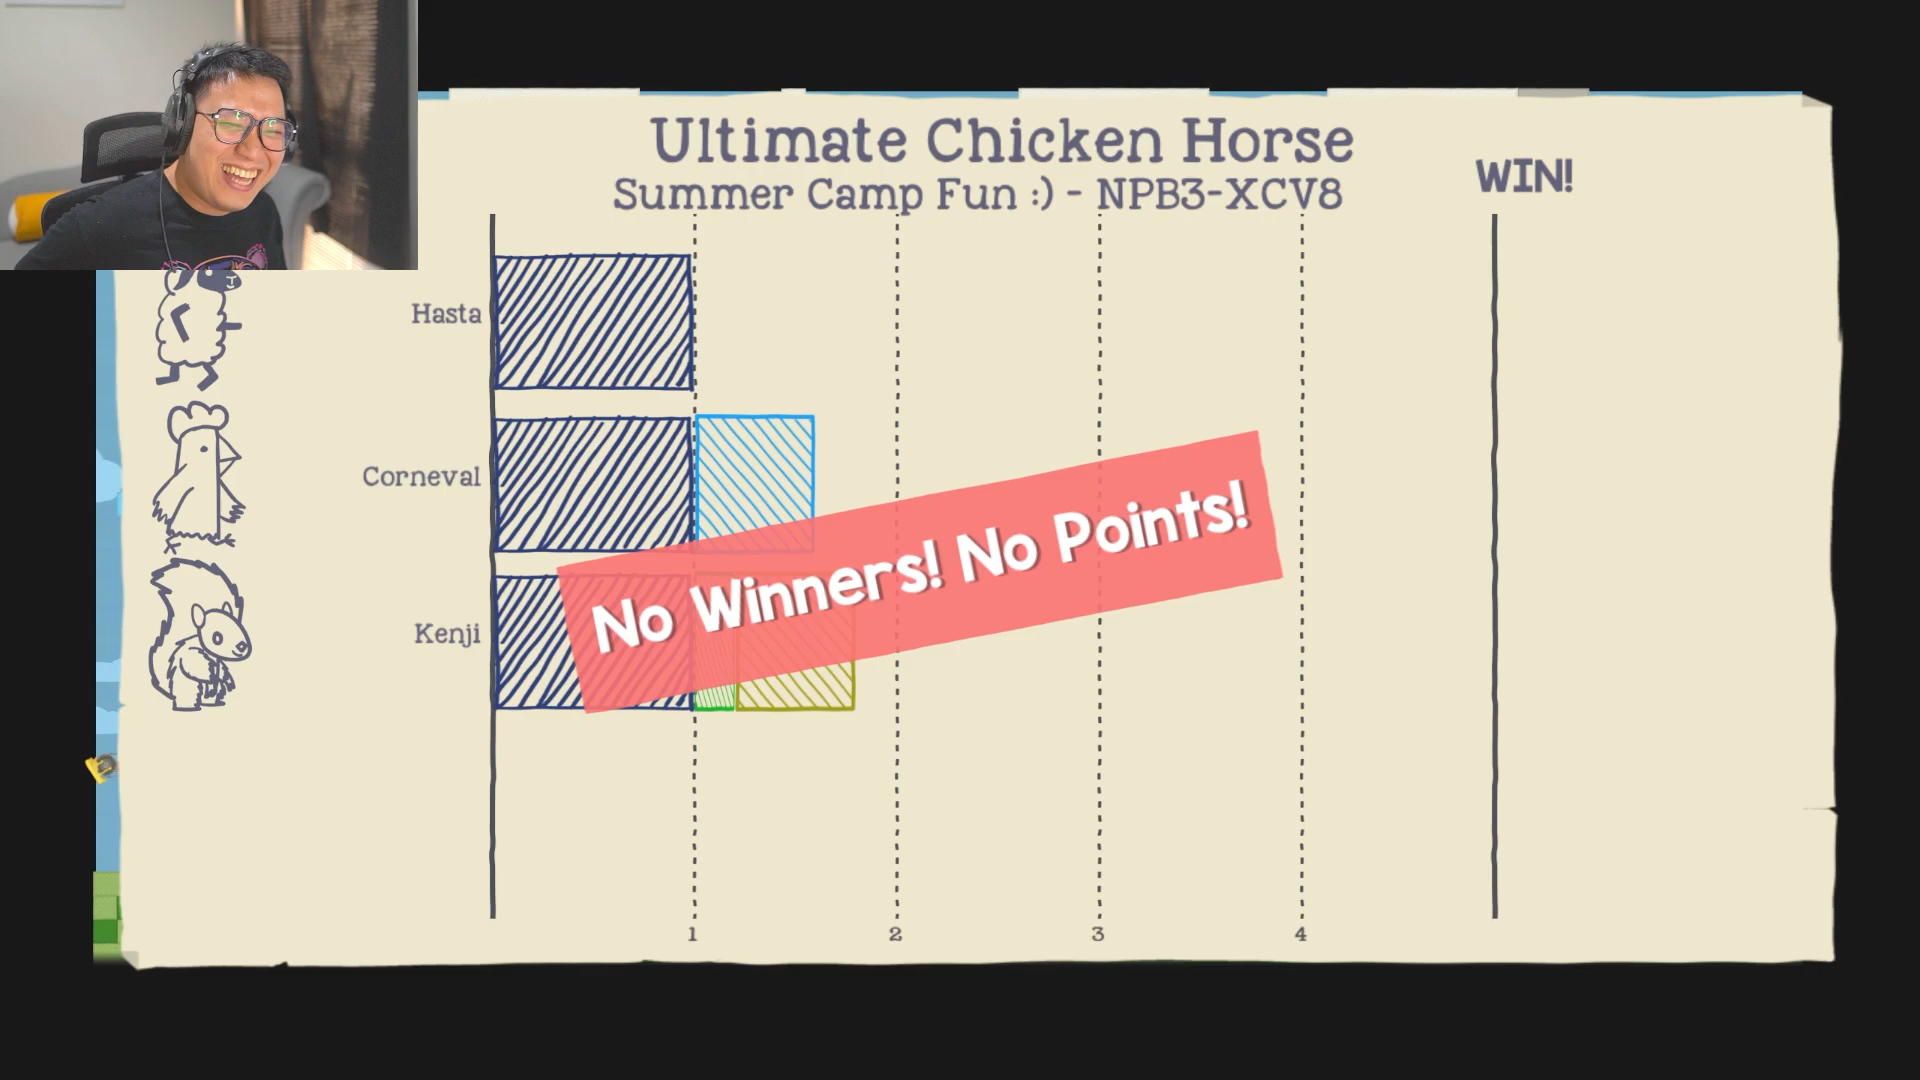 Ultimate Chicken Horse
Summer Camp Fun :) - NPB3-XCV8
WIN!
Hasta
Corneval
Kenji
No Winners! No Points!
1 2 3 4